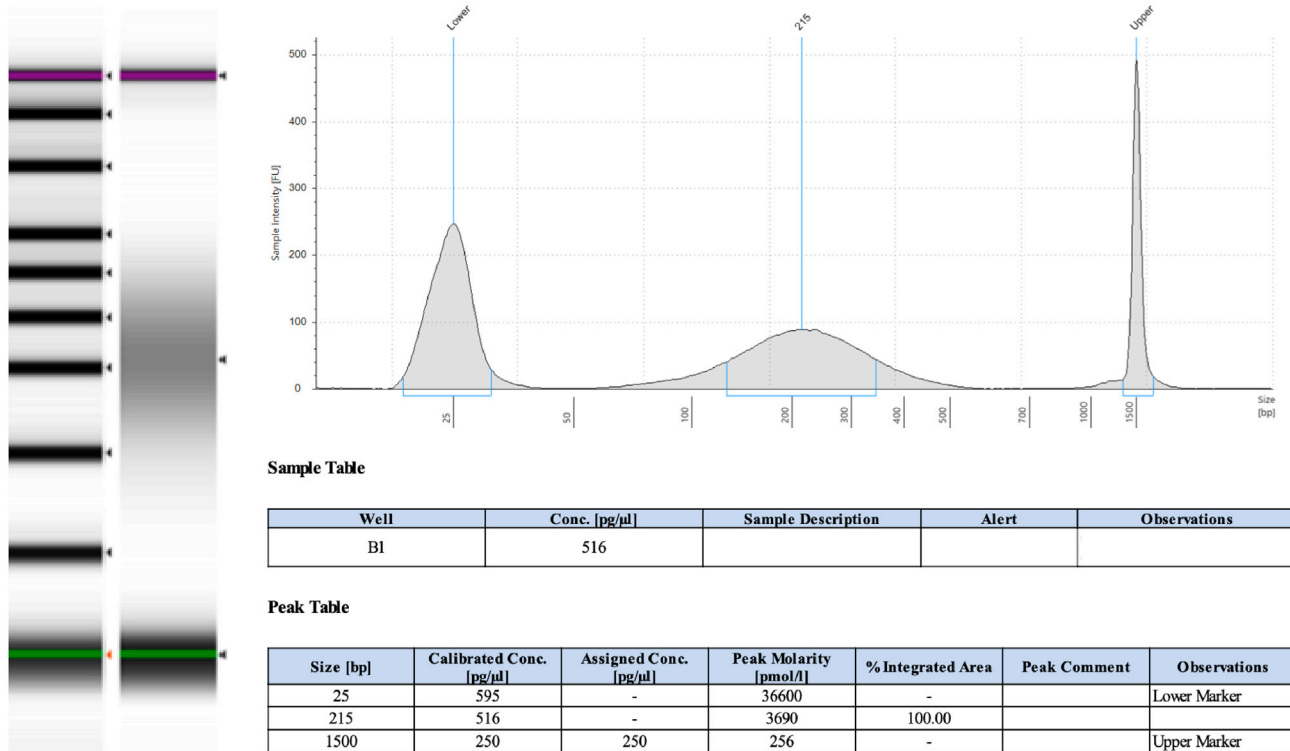 Lower
215
Upper
500
400
300
200
100
0
Sample Intensity [FU]
25
50
100
200
300
400
500
700
1000
1500
Size
[bp]
Sample Table
Well Conc. [pg/µl] Sample Description Alert Observations
B1 516
Peak Table
Size [bp] Calibrated Conc. [pg/µl] Assigned Conc. [pg/µl] Peak Molarity [pmol/l] % Integrated Area Peak Comment Observations
25 595 - 36600 - Lower Marker
215 516 - 3690 100.00
1500 250 250 256 - Upper Marker